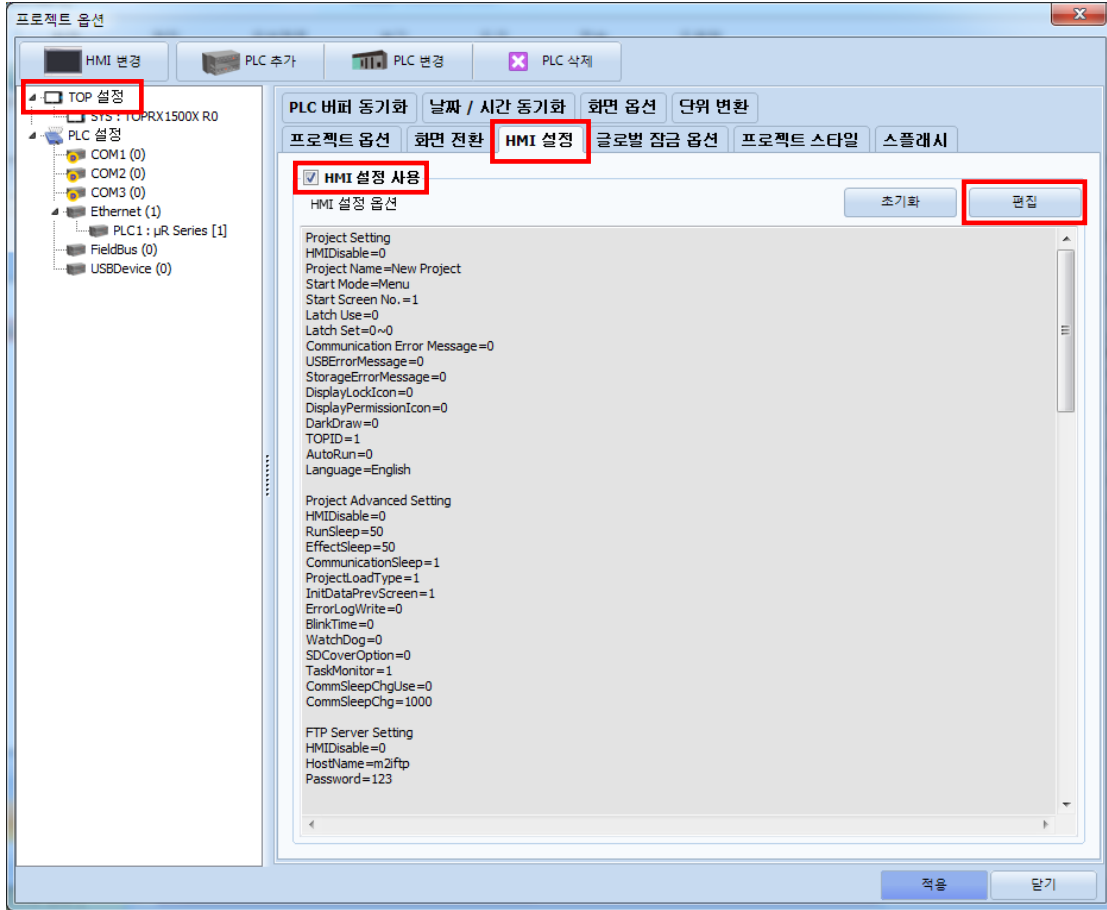 프로젝트 옵션
HMI 변경
PLC 추가
PLC 변경
PLC 삭제
TOP 설정
SYS : TOPRX1500X R0
PLC 설정
COM1 (0)
COM2 (0)
COM3 (0)
Ethernet (1)
PLC1 : μR Series [1]
FieldBus (0)
USBDevice (0)
PLC 버퍼 동기화 날짜 / 시간 동기화 화면 옵션 단위 변환
프로젝트 옵션 화면 전환 HMI 설정 글로벌 잠금 옵션 프로젝트 스타일 스플래시
HMI 설정 사용
HMI 설정 옵션
초기화
편집
Project Setting
HMIDisable=0
Project Name=New Project
Start Mode=Menu
Start Screen No.=1
Latch Use=0
Latch Set=0~0
Communication Error Message=0
USBErrorMessage=0
StorageErrorMessage=0
DisplayLockIcon=0
DisplayPermissionIcon=0
DarkDraw=0
TOPID=1
AutoRun=0
Language=English
Project Advanced Setting
HMIDisable=0
RunSleep=50
EffectSleep=50
CommunicationSleep=1
ProjectLoadType=1
InitDataPrevScreen=1
ErrorLogWrite=0
BlinkTime=0
WatchDog=0
SDCoverOption=0
TaskMonitor=1
CommSleepChgUse=0
CommSleepChg=1000
FTP Server Setting
HMIDisable=0
HostName=m2iftp
Password=123
적용
닫기